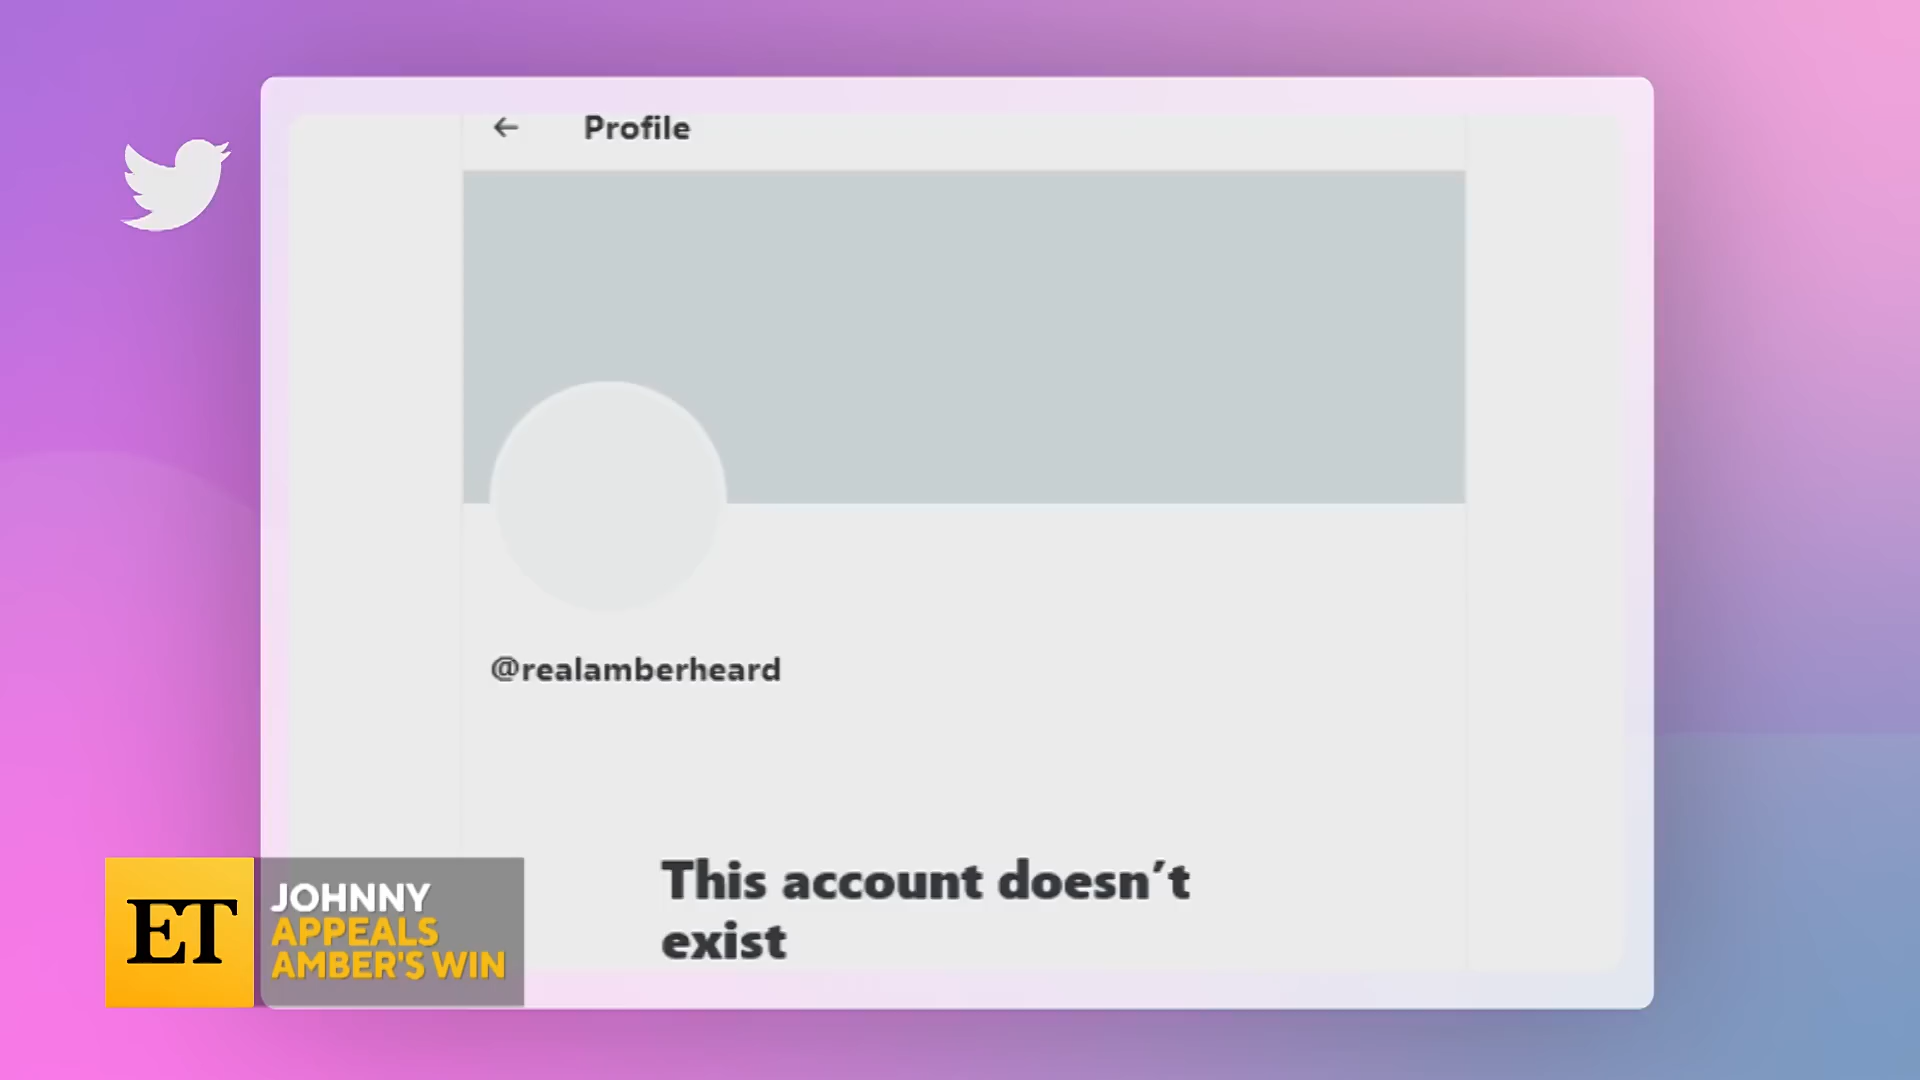 Profile
@realamberheard
This account doesn't
exist
ET
JOHNNY
APPEALS
AMBER'S WIN